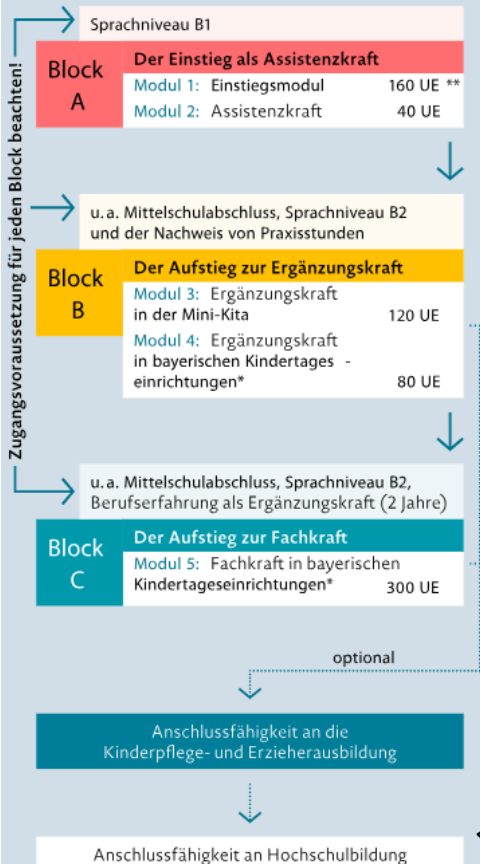 Zugangsvoraussetzung für jeden Block beachten!
Sprachniveau B1
Block
A
Der Einstieg als Assistenzkraft
Modul 1: Einstiegsmodul 160 UE **
Modul 2: Assistenzkraft 40 UE
u. a. Mittelschulabschluss, Sprachniveau B2
und der Nachweis von Praxisstunden
Block
B
Der Aufstieg zur Ergänzungskraft
Modul 3: Ergänzungskraft
in der Mini-Kita 120 UE
Modul 4: Ergänzungskraft
in bayerischen Kindertages -
einrichtungen* 80 UE
u. a. Mittelschulabschluss, Sprachniveau B2,
Berufserfahrung als Ergänzungskraft (2 Jahre)
Block
C
Der Aufstieg zur Fachkraft
Modul 5: Fachkraft in bayerischen
Kindertageseinrichtungen* 300 UE
optional
Anschlussfähigkeit an die
Kinderpflege- und Erzieherausbildung
Anschlussfähigkeit an Hochschulbildung